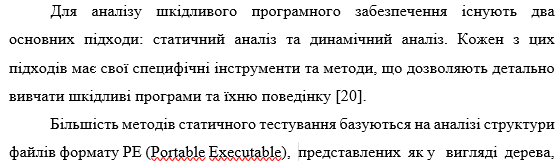 Для аналізу шкідливого програмного забезпечення існують два
основних підходи: статичний аналіз та динамічний аналіз. Кожен з цих
підходів має свої специфічні інструменти та методи, що дозволяють детально
вивчати шкідливі програми та їхню поведінку [20].
Більшість методів статичного тестування базуються на аналізі структури
файлів формату PE (Portable Executable), представлених як у вигляді дерева,